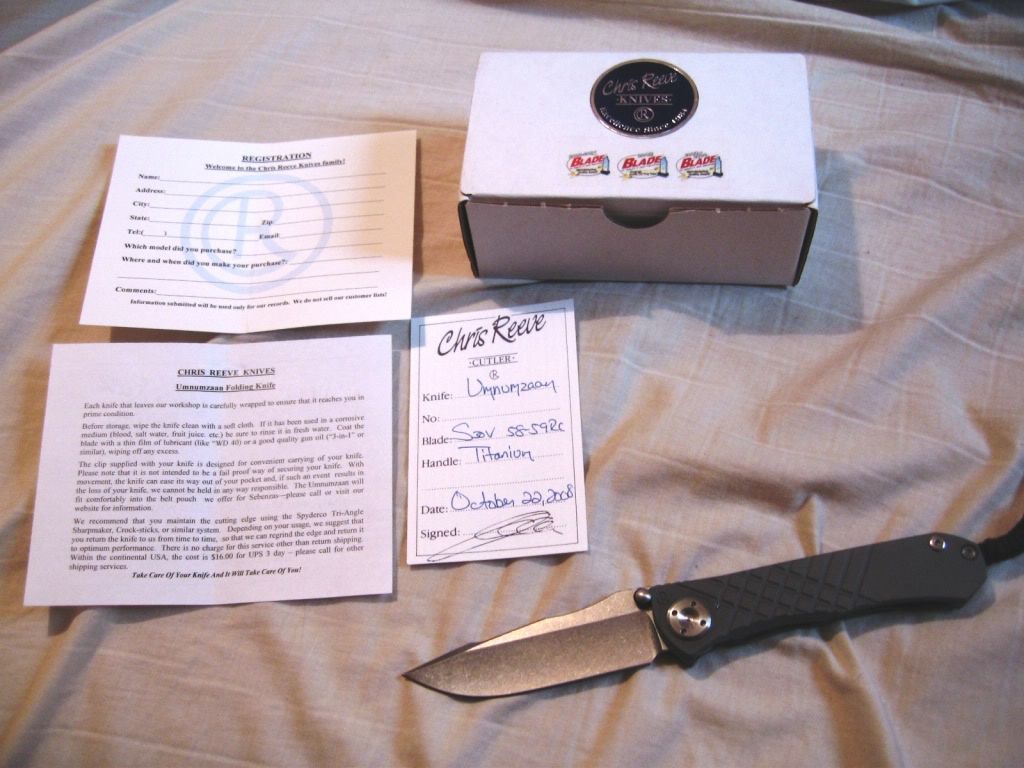 Chris Reeve
KNIVES
R
Excellence Since 1984
BLADE BLADE BLADE
REGISTRATION
Welcome to the Chris Reeve Knives family!
Name:
Address:
City:
State: Zip
Tel:( ) Email
Which model did you purchase?
Where and when did you make your purchase?:
Comments:
Information submitted will be used only for our records. We do not sell our customer lists!
CHRIS REEVE KNIVES
Umnumzaan Folding Knife
Each knife that leaves our workshop is carefully wrapped to ensure that it reaches you in
prime condition.
Before storage, wipe the knife clean with a soft cloth. If it has been used in a corrosive
medium (blood, salt water, fruit juice. etc.) be sure to rinse it in fresh water. Coat the
blade with a thin film of lubricant (like "WD 40) or a good quality gun oil ("3-in-1" or
similar), wiping off any excess.
The clip supplied with your knife is designed for convenient carrying of your knife.
Please note that it is not intended to be a fail proof way of securing your knife. With
movement, the knife can ease its way out of your pocket and, if such an event results in
the loss of your knife, we cannot be held in any way responsible. The Umnumzaan will
fit comfortably into the belt pouch we offer for Sebenzas—please call or visit our
website for information.
We recommend that you maintain the cutting edge using the Spyderco Tri-Angle
Sharpmaker, Crock-sticks, or similar system. Depending on your usage, we suggest that
you return the knife to us from time to time, so that we can regrind the edge and return it
to optimum performance. There is no charge for this service other than return shipping.
Within the continental USA, the cost is $16.00 for UPS 3 day – please call for other
shipping services.
Take Care Of Your Knife And It Will Take Care Of You!
Chris Reeve
·CUTLER·
®
Knife: Umnumzaan
No:
Blade: S30V 58-59Rc
Handle: Titanium
Date: October 22, 2008
Signed: